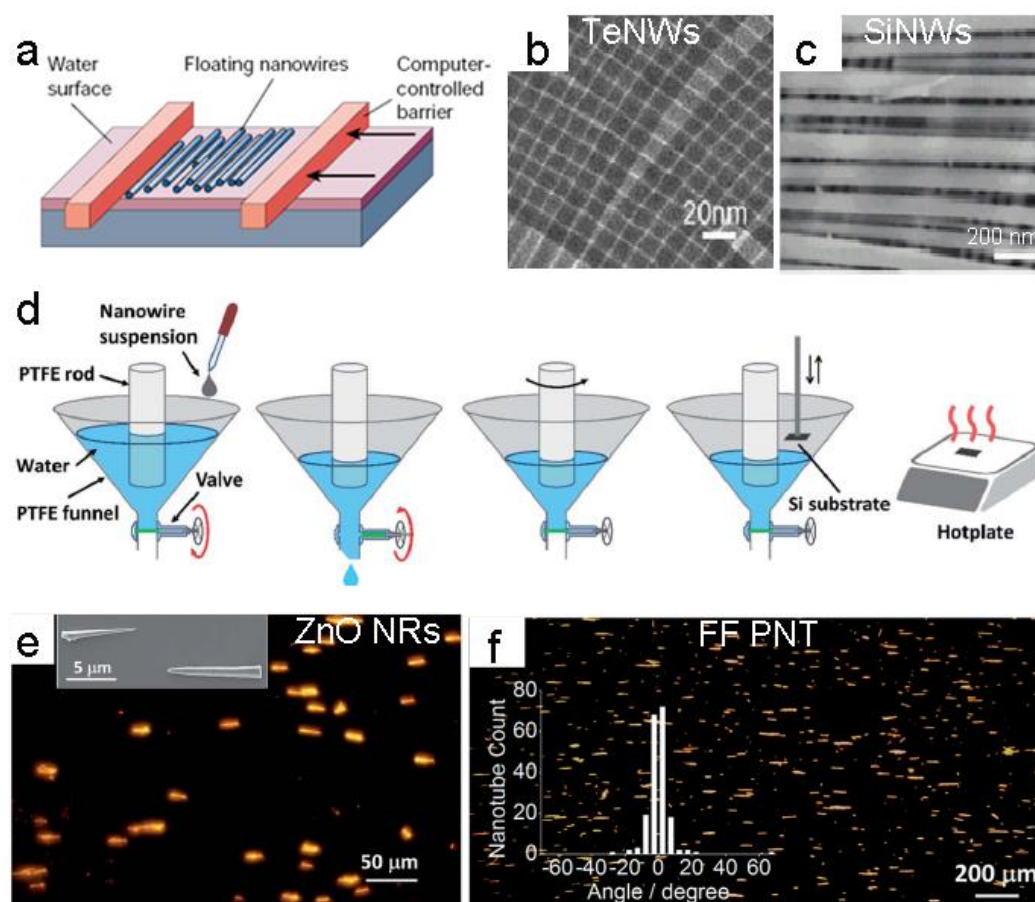 a
Water
surface
Floating nanowires
Computer-
controlled
barrier
b
TeNWs
20nm
c
SiNWs
200 nm
d
Nanowire
suspension
PTFE rod
Water
PTFE funnel
Valve
Si substrate
Hotplate
e
ZnO NRs
5 μm
50 μm
f
FF PNT
Nanotube Count
80
60
40
20
0
-60 -40 -20 0 20 40 60
Angle / degree
200 μm